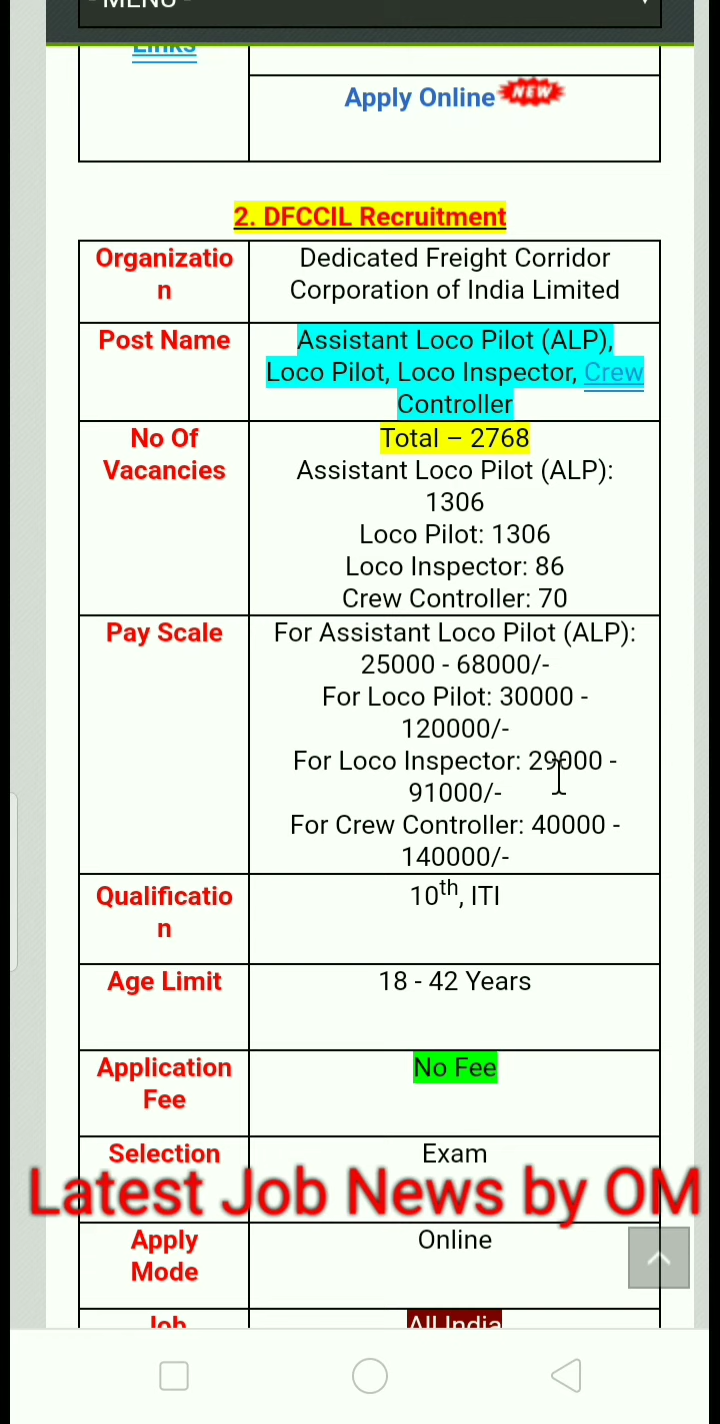 - MENU -
Links
Apply Online NEW
2. DFCCIL Recruitment
Organizatio
n
Dedicated Freight Corridor
Corporation of India Limited
Post Name
Assistant Loco Pilot (ALP),
Loco Pilot, Loco Inspector, Crew
Controller
No Of
Vacancies
Total – 2768
Assistant Loco Pilot (ALP):
1306
Loco Pilot: 1306
Loco Inspector: 86
Crew Controller: 70
Pay Scale
For Assistant Loco Pilot (ALP):
25000 - 68000/-
For Loco Pilot: 30000 -
120000/-
For Loco Inspector: 29000 -
91000/-
For Crew Controller: 40000 -
140000/-
Qualificatio
n
10th, ITI
Age Limit
18 - 42 Years
Application
Fee
No Fee
Selection
Exam
Latest Job News by OM
Apply
Mode
Online
Job
All India